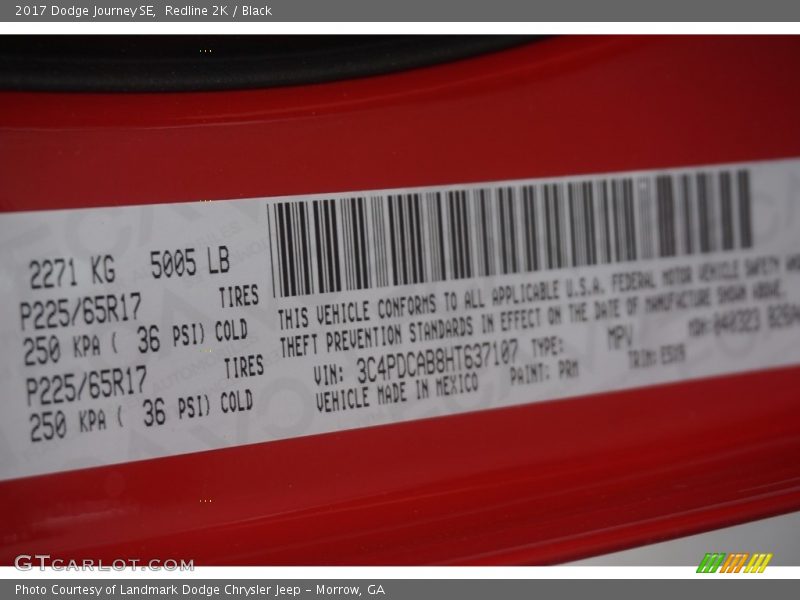 2017 Dodge Journey SE, Redline 2K / Black
2271 KG 5005 LB
P225/65R17 TIRES
250 KPA ( 36 PSI) COLD
P225/65R17 TIRES
250 KPA ( 36 PSI) COLD
THIS VEHICLE CONFORMS TO ALL APPLICABLE U.S.A. FEDERAL MOTOR VEHICLE SAFETY AND
THEFT PREVENTION STANDARDS IN EFFECT ON THE DATE OF MANUFACTURE SHOWN ABOVE.
VIN: 3C4PDCAB8HT637107 TYPE: MPV MDH: 040323
VEHICLE MADE IN MEXICO PAINT: PRM TRIM:
GTCARLOT.COM
Photo Courtesy of Landmark Dodge Chrysler Jeep – Morrow, GA